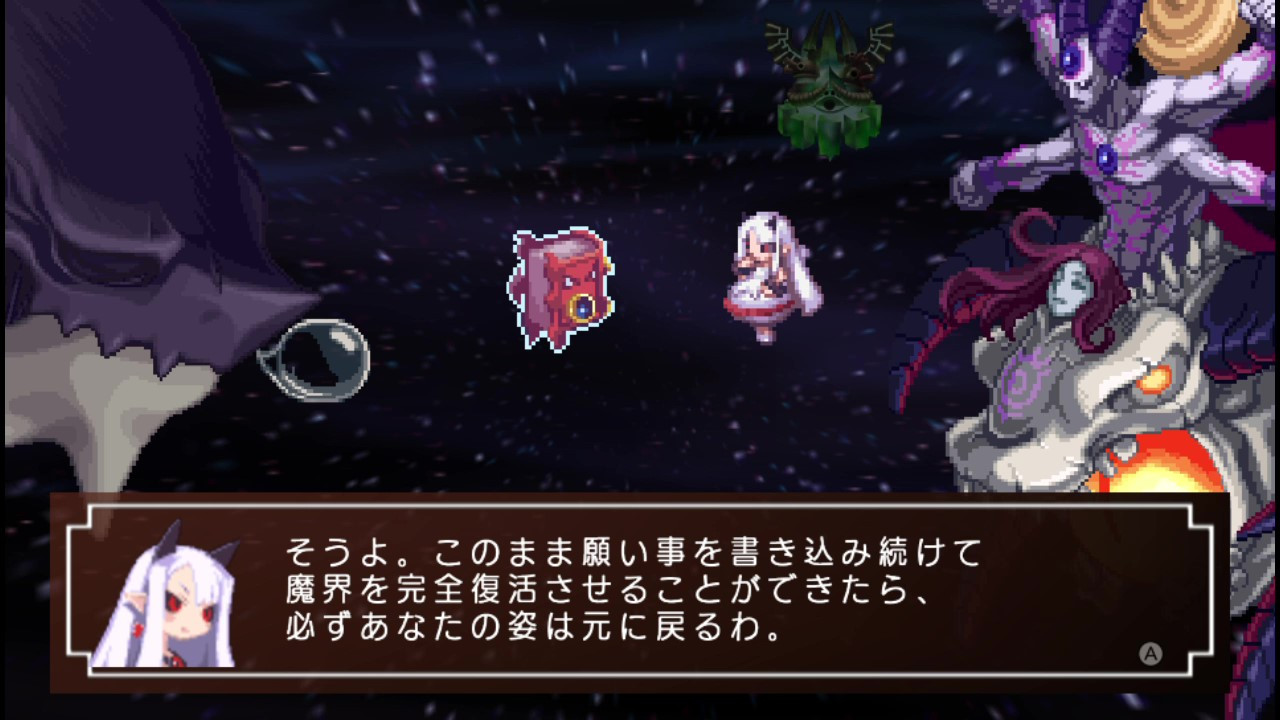 そうよ。このまま願い事を書き込み続けて
魔界を完全復活させることができたら、
必ずあなたの姿は元に戻るわ。
A